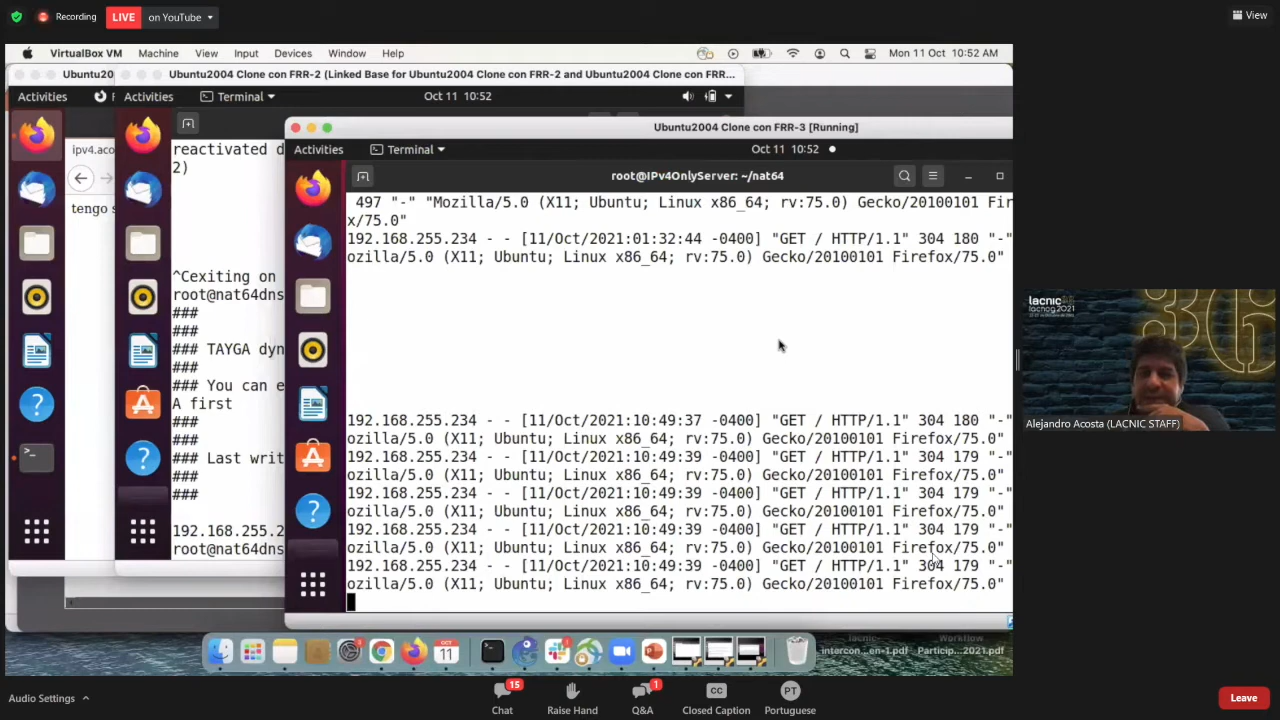 Recording
LIVE
on YouTube
View
VirtualBox VM Machine View Input Devices Window Help
Mon 11 Oct 10:52 AM
Ubuntu20
Ubuntu2004 Clone con FRR-2 (Linked Base for Ubuntu2004 Clone con FRR-2 and Ubuntu2004 Clone con FRR...
Activities
Activities
Terminal
Oct 11 10:52
ipv4.aco
tengo s
reactivated d
2)
^Cexiting on
root@nat64dns
###
###
### TAYGA dyn
###
### You can e
A first
###
###
### Last writ
###
###
192.168.255.2
root@nat64dns
Ubuntu2004 Clone con FRR-3 [Running]
Activities
Terminal
Oct 11 10:52
root@IPv4OnlyServer: ~/nat64
497 "-" "Mozilla/5.0 (X11; Ubuntu; Linux x86_64; rv:75.0) Gecko/20100101 Fir
x/75.0"
192.168.255.234 - - [11/Oct/2021:01:32:44 -0400] "GET / HTTP/1.1" 304 180 "-"
ozilla/5.0 (X11; Ubuntu; Linux x86_64; rv:75.0) Gecko/20100101 Firefox/75.0"
192.168.255.234 - - [11/Oct/2021:10:49:37 -0400] "GET / HTTP/1.1" 304 180 "-"
ozilla/5.0 (X11; Ubuntu; Linux x86_64; rv:75.0) Gecko/20100101 Firefox/75.0"
192.168.255.234 - - [11/Oct/2021:10:49:39 -0400] "GET / HTTP/1.1" 304 179 "-"
ozilla/5.0 (X11; Ubuntu; Linux x86_64; rv:75.0) Gecko/20100101 Firefox/75.0"
192.168.255.234 - - [11/Oct/2021:10:49:39 -0400] "GET / HTTP/1.1" 304 179 "-"
ozilla/5.0 (X11; Ubuntu; Linux x86_64; rv:75.0) Gecko/20100101 Firefox/75.0"
192.168.255.234 - - [11/Oct/2021:10:49:39 -0400] "GET / HTTP/1.1" 304 179 "-"
ozilla/5.0 (X11; Ubuntu; Linux x86_64; rv:75.0) Gecko/20100101 Firefox/75.0"
192.168.255.234 - - [11/Oct/2021:10:49:39 -0400] "GET / HTTP/1.1" 304 179 "-"
ozilla/5.0 (X11; Ubuntu; Linux x86_64; rv:75.0) Gecko/20100101 Firefox/75.0"
lacnic
lacnog2021
36
Alejandro Acosta (LACNIC STAFF)
OCT
11
lacnic-
intercon...en-1.pdf
Workflow
Particip...2021.pdf
Audio Settings
15
Chat
Raise Hand
1
Q&A
CC
Closed Caption
PT
Portuguese
Leave